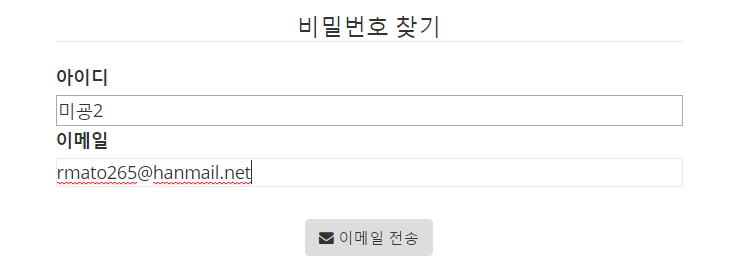 비밀번호 찾기
아이디
미굥2
이메일
rmato265@hanmail.net
이메일 전송